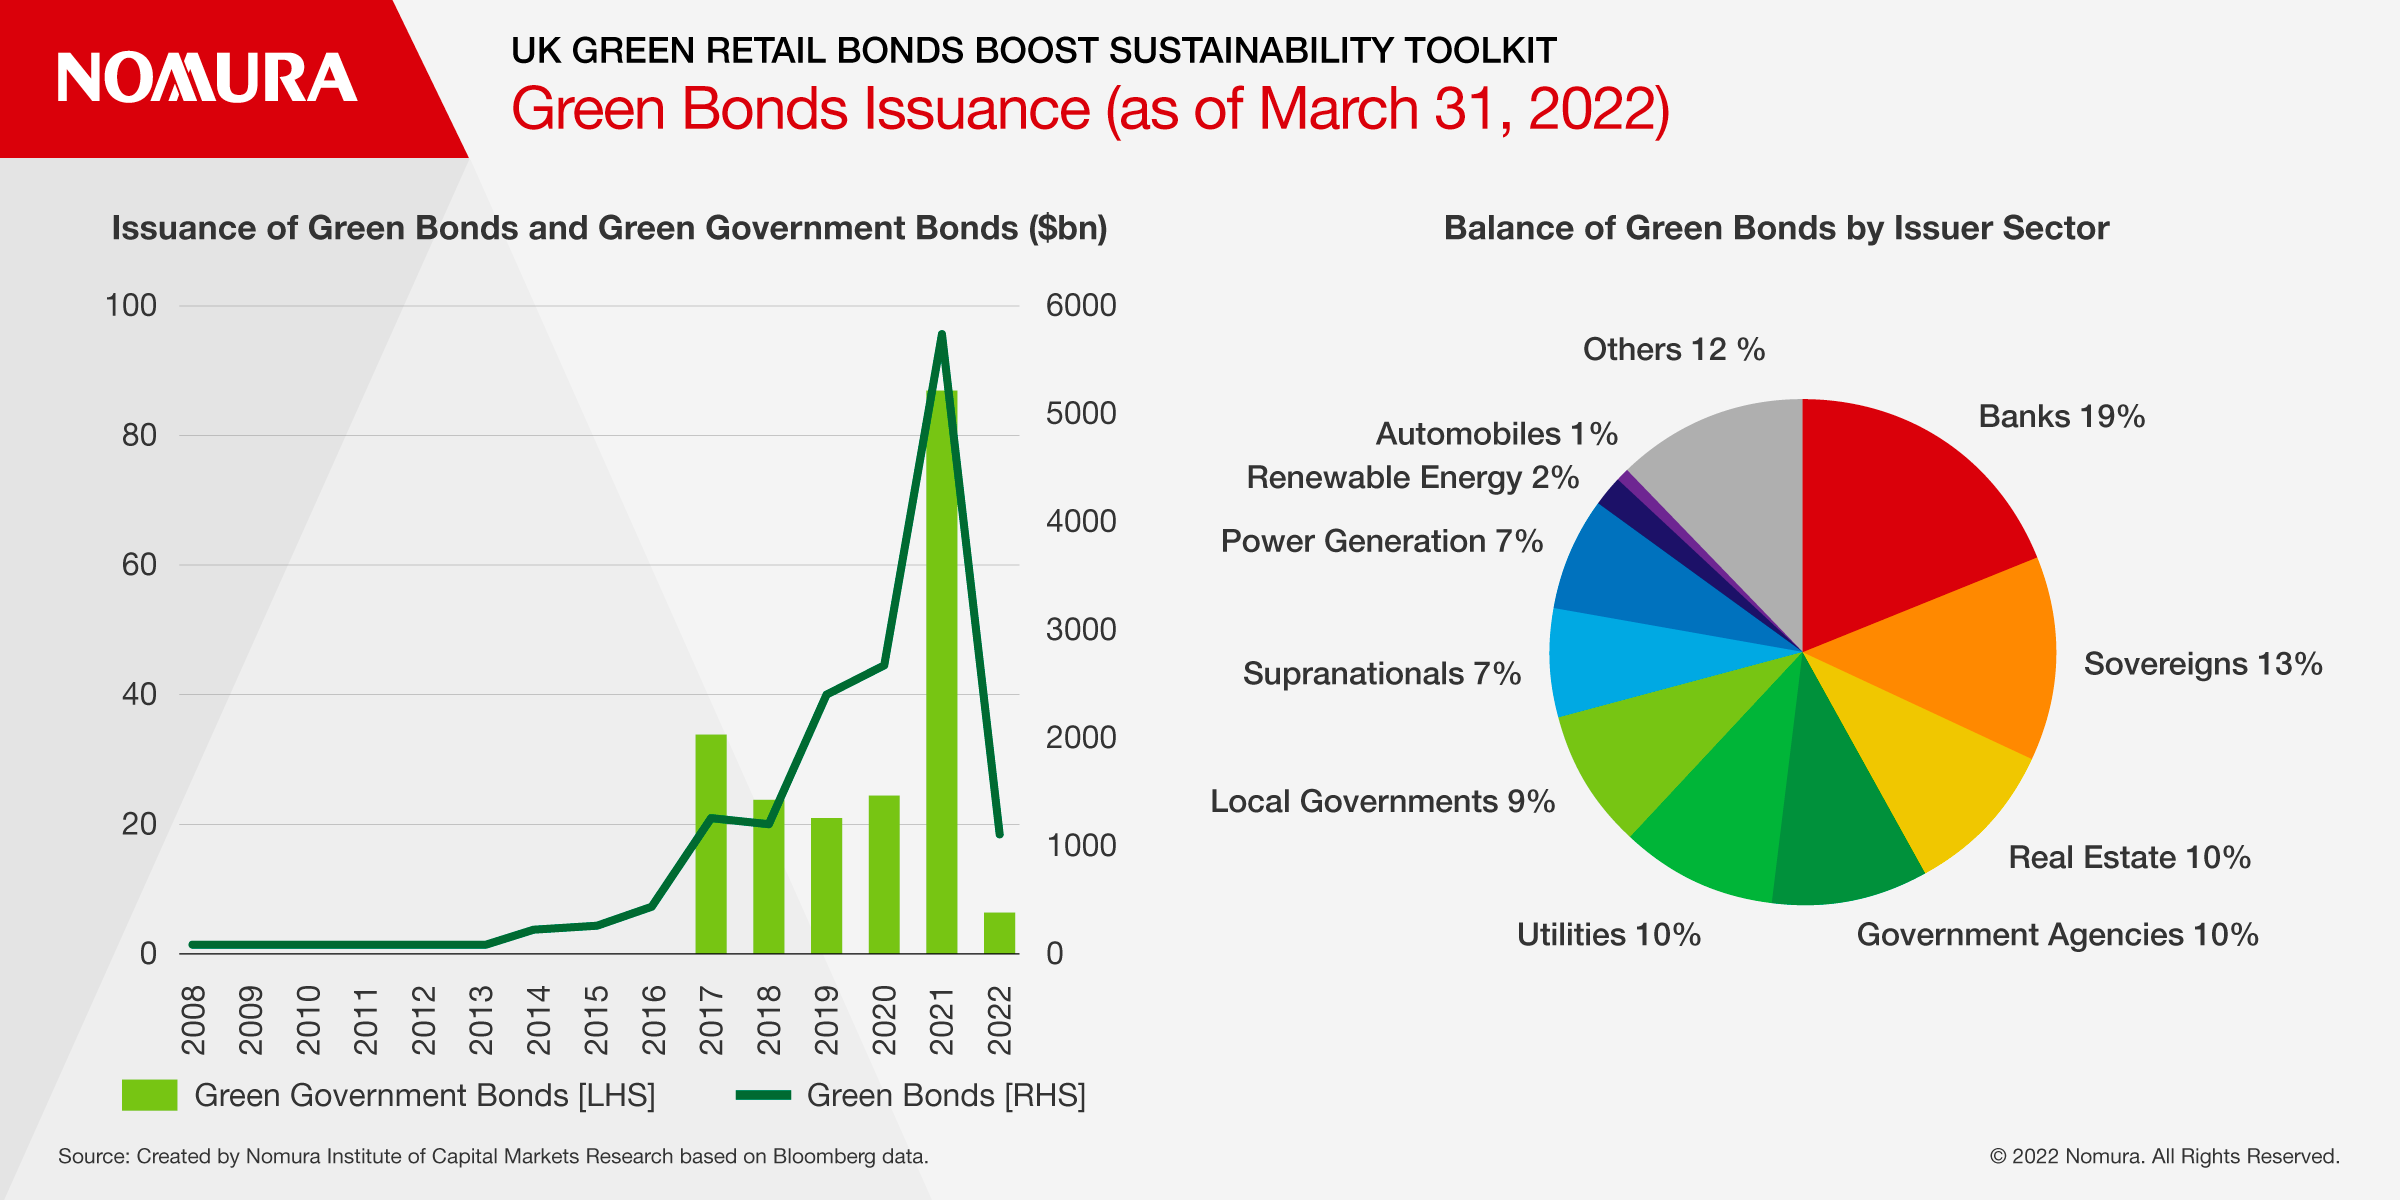 NOMURA
UK GREEN RETAIL BONDS BOOST SUSTAINABILITY TOOLKIT
Green Bonds Issuance (as of March 31, 2022)
Issuance of Green Bonds and Green Government Bonds ($bn)
100
80
60
40
20
0
6000
5000
4000
3000
2000
1000
0
2008
2009
2010
2011
2012
2013
2014
2015
2016
2017
2018
2019
2020
2021
2022
Green Government Bonds [LHS]
Green Bonds [RHS]
Balance of Green Bonds by Issuer Sector
Others 12 %
Banks 19%
Automobiles 1%
Renewable Energy 2%
Power Generation 7%
Sovereigns 13%
Supranationals 7%
Local Governments 9%
Real Estate 10%
Utilities 10%
Government Agencies 10%
Source: Created by Nomura Institute of Capital Markets Research based on Bloomberg data.
© 2022 Nomura. All Rights Reserved.